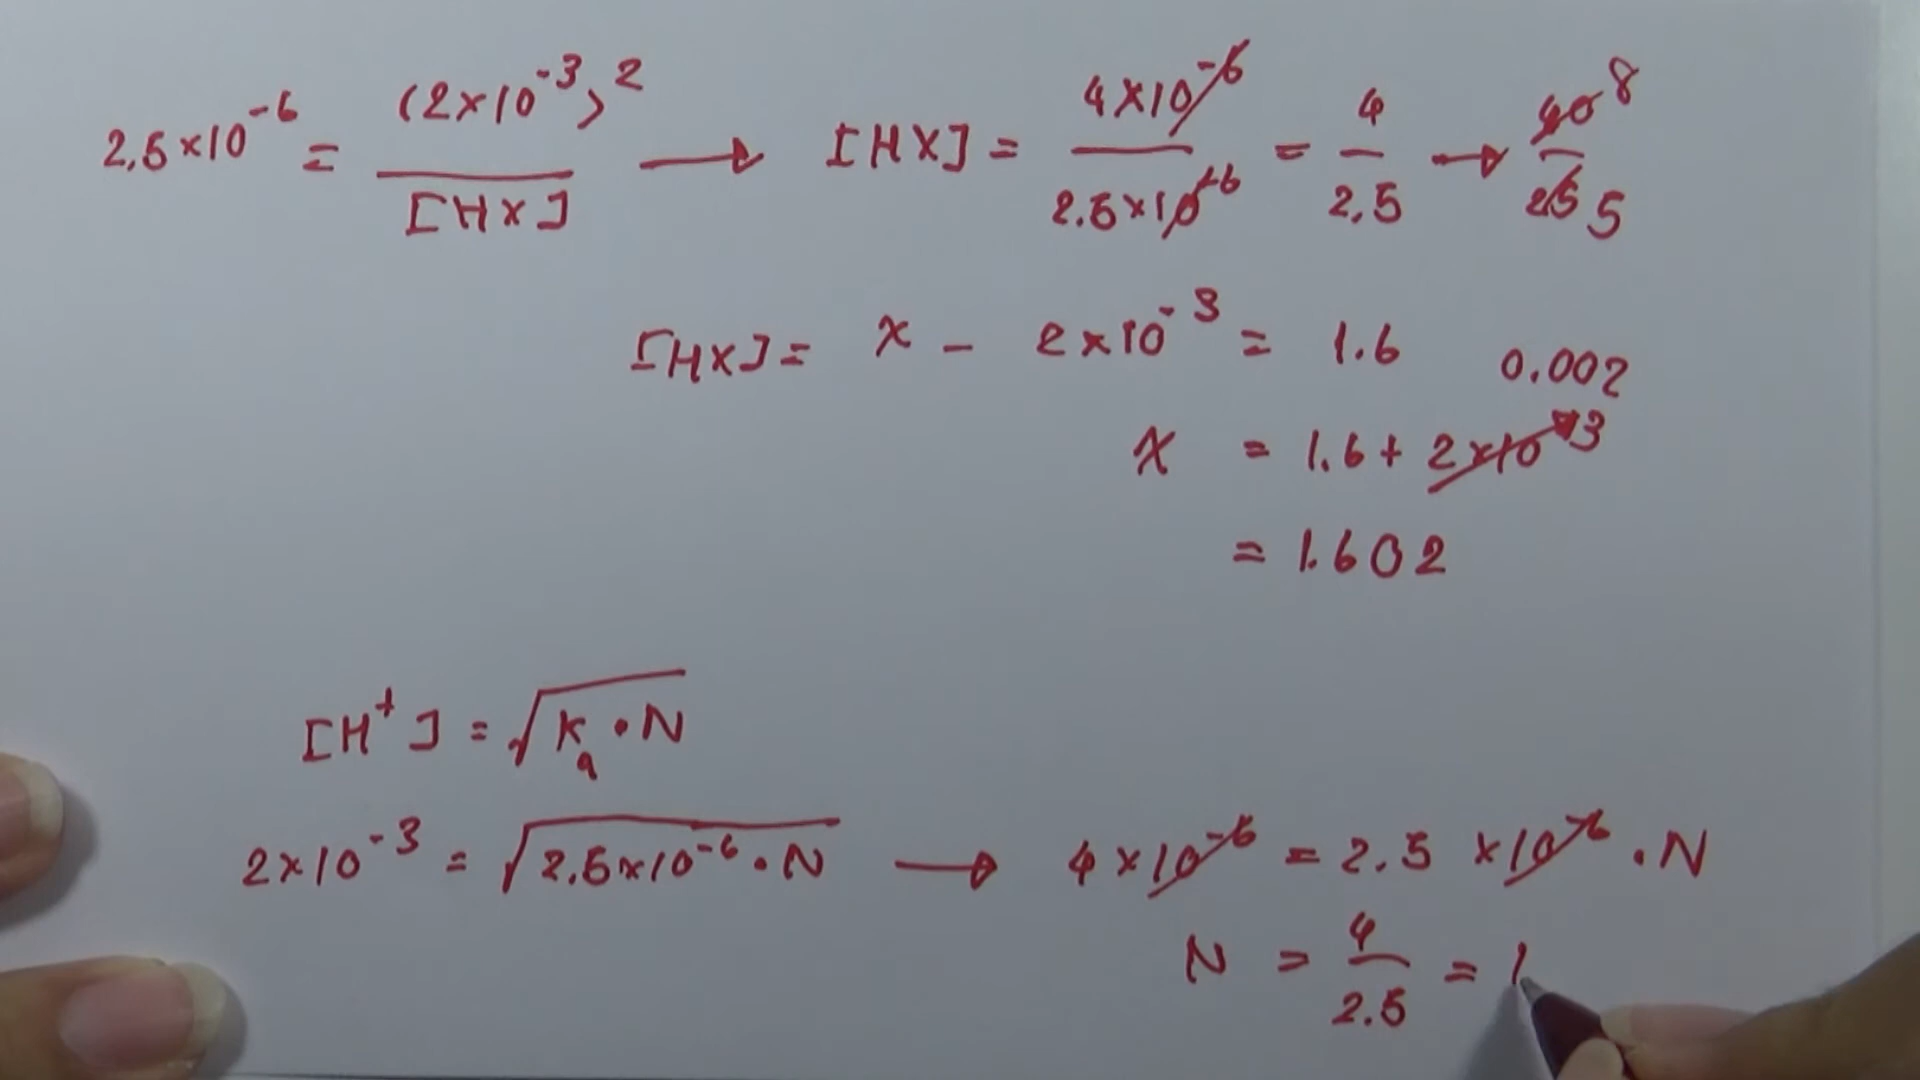 2.5×10⁻⁶ = (2×10⁻³)² / [HX] → [HX] = 4×10⁻⁶ / 2.5×10⁻⁶ = 4 / 2.5 → 40 8 / 25 5
[HX] = x − 2×10⁻³ = 1.6
0.002
x = 1.6 + 2×10⁻³
= 1.602
[H⁺] = √Ka · N
2×10⁻³ = √2.5×10⁻⁶ · N → 4×10⁻⁶ = 2.5 ×10⁻⁶ · N
N = 4 / 2.5 = 1